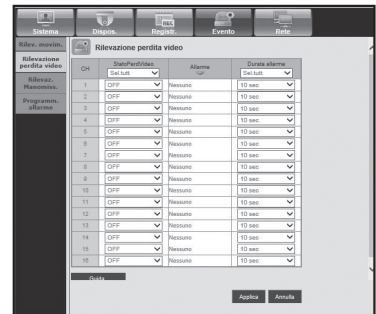 Sistema Dispos. Registr. Evento Rete
REC
Rilev. movim.
Rilevazione perdita video
Rilevaz. Manomiss.
Programm. allarme
Rilevazione perdita video
CH StatoPerdVideo Allarme Durata allarme
Sel.tutt Sel.tutt
1 OFF Nessuno 10 sec
2 OFF Nessuno 10 sec
3 OFF Nessuno 10 sec
4 OFF Nessuno 10 sec
5 OFF Nessuno 10 sec
6 OFF Nessuno 10 sec
7 OFF Nessuno 10 sec
8 OFF Nessuno 10 sec
9 OFF Nessuno 10 sec
10 OFF Nessuno 10 sec
11 OFF Nessuno 10 sec
12 OFF Nessuno 10 sec
13 OFF Nessuno 10 sec
14 OFF Nessuno 10 sec
15 OFF Nessuno 10 sec
16 OFF Nessuno 10 sec
Guida
Applica Annulla